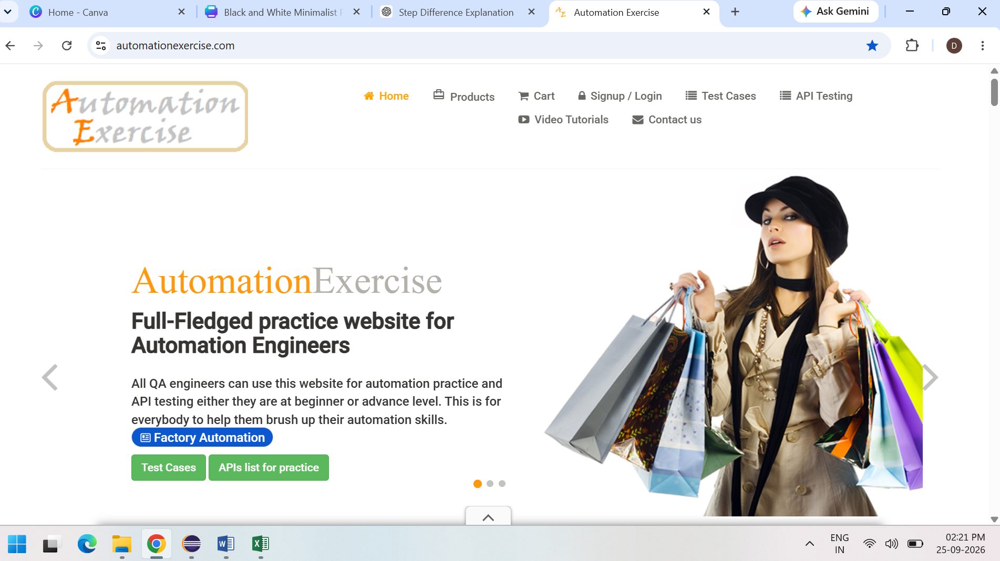 Home - Canva
Black and White Minimalist
Step Difference Explanation
Automation Exercise
Ask Gemini
automationexercise.com
D
Automation
Exercise
Home
Products
Cart
Signup / Login
Test Cases
API Testing
Video Tutorials
Contact us
AutomationExercise
Full-Fledged practice website for
Automation Engineers
All QA engineers can use this website for automation practice and
API testing either they are at beginner or advance level. This is for
everybody to help them brush up their automation skills.
Factory Automation
Test Cases
APIs list for practice
ENG
IN
02:21 PM
25-09-2026